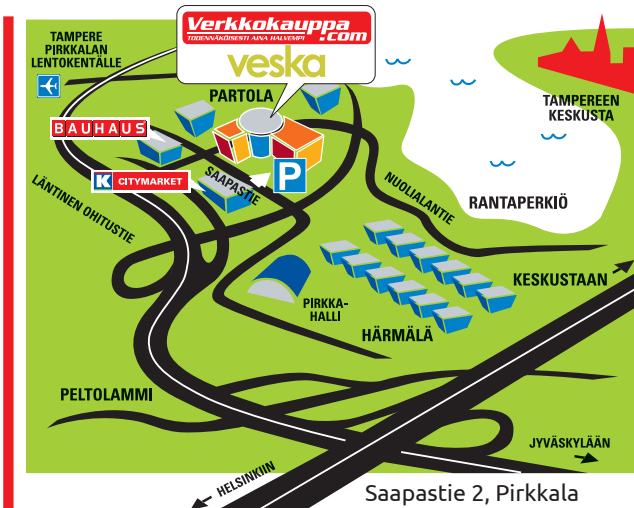 Verkkokauppa
.com
TODENNÄKÖISESTI AINA HALVEMPI
veska
TAMPERE
PIRKKALAN
LENTOKENTÄLLE
PARTOLA
TAMPEREEN
KESKUSTA
BAUHAUS
K CITYMARKET
SAAPASTIE
P
LÄNTINEN OHITUSTIE
NUOLIALANTIE
RANTAPERKIÖ
KESKUSTAAN
PIRKKA-
HALLI
HÄRMÄLÄ
PELTOLAMMI
JYVÄSKYLÄÄN
HELSINKIIN
Saapastie 2, Pirkkala